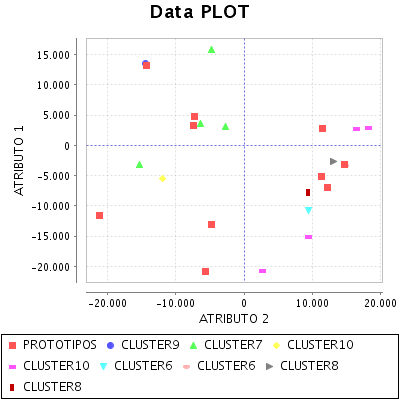 Data PLOT
15.000
10.000
5.000
0
-5.000
-10.000
-15.000
-20.000
ATRIBUTO 1
-20.000 -10.000 0 10.000 20.000
ATRIBUTO 2
PROTOTIPOS CLUSTER9 CLUSTER7 CLUSTER10
CLUSTER10 CLUSTER6 CLUSTER6 CLUSTER8
CLUSTER8